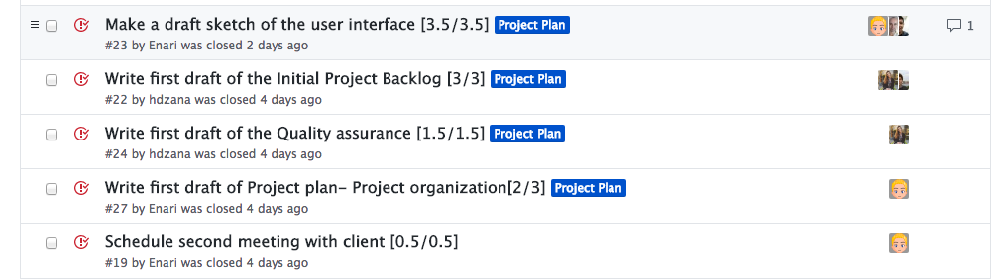 Make a draft sketch of the user interface [3.5/3.5] Project Plan
1
#23 by Enari was closed 2 days ago
Write first draft of the Initial Project Backlog [3/3] Project Plan
#22 by hdzana was closed 4 days ago
Write first draft of the Quality assurance [1.5/1.5] Project Plan
#24 by hdzana was closed 4 days ago
Write first draft of Project plan- Project organization[2/3] Project Plan
#27 by Enari was closed 4 days ago
Schedule second meeting with client [0.5/0.5]
#19 by Enari was closed 4 days ago